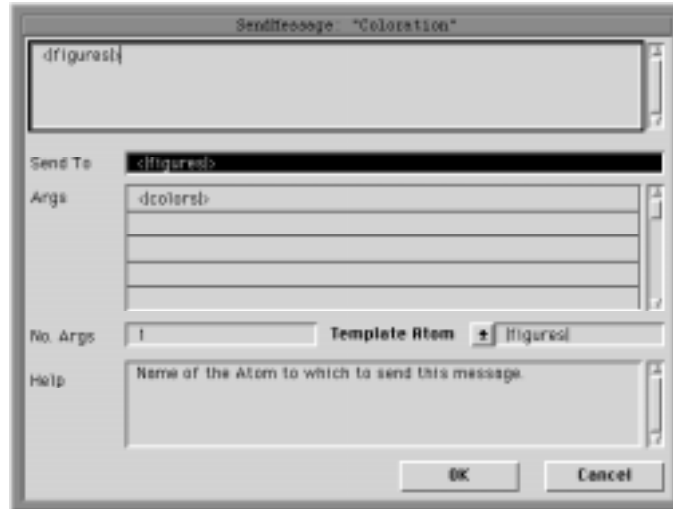 SendMessage: "Coloration"
<|figures|>
Send To <|figures|>
Args <|colors|>
No. Args 1 Template Atom |figures|
Help Name of the Atom to which to send this message.
OK Cancel